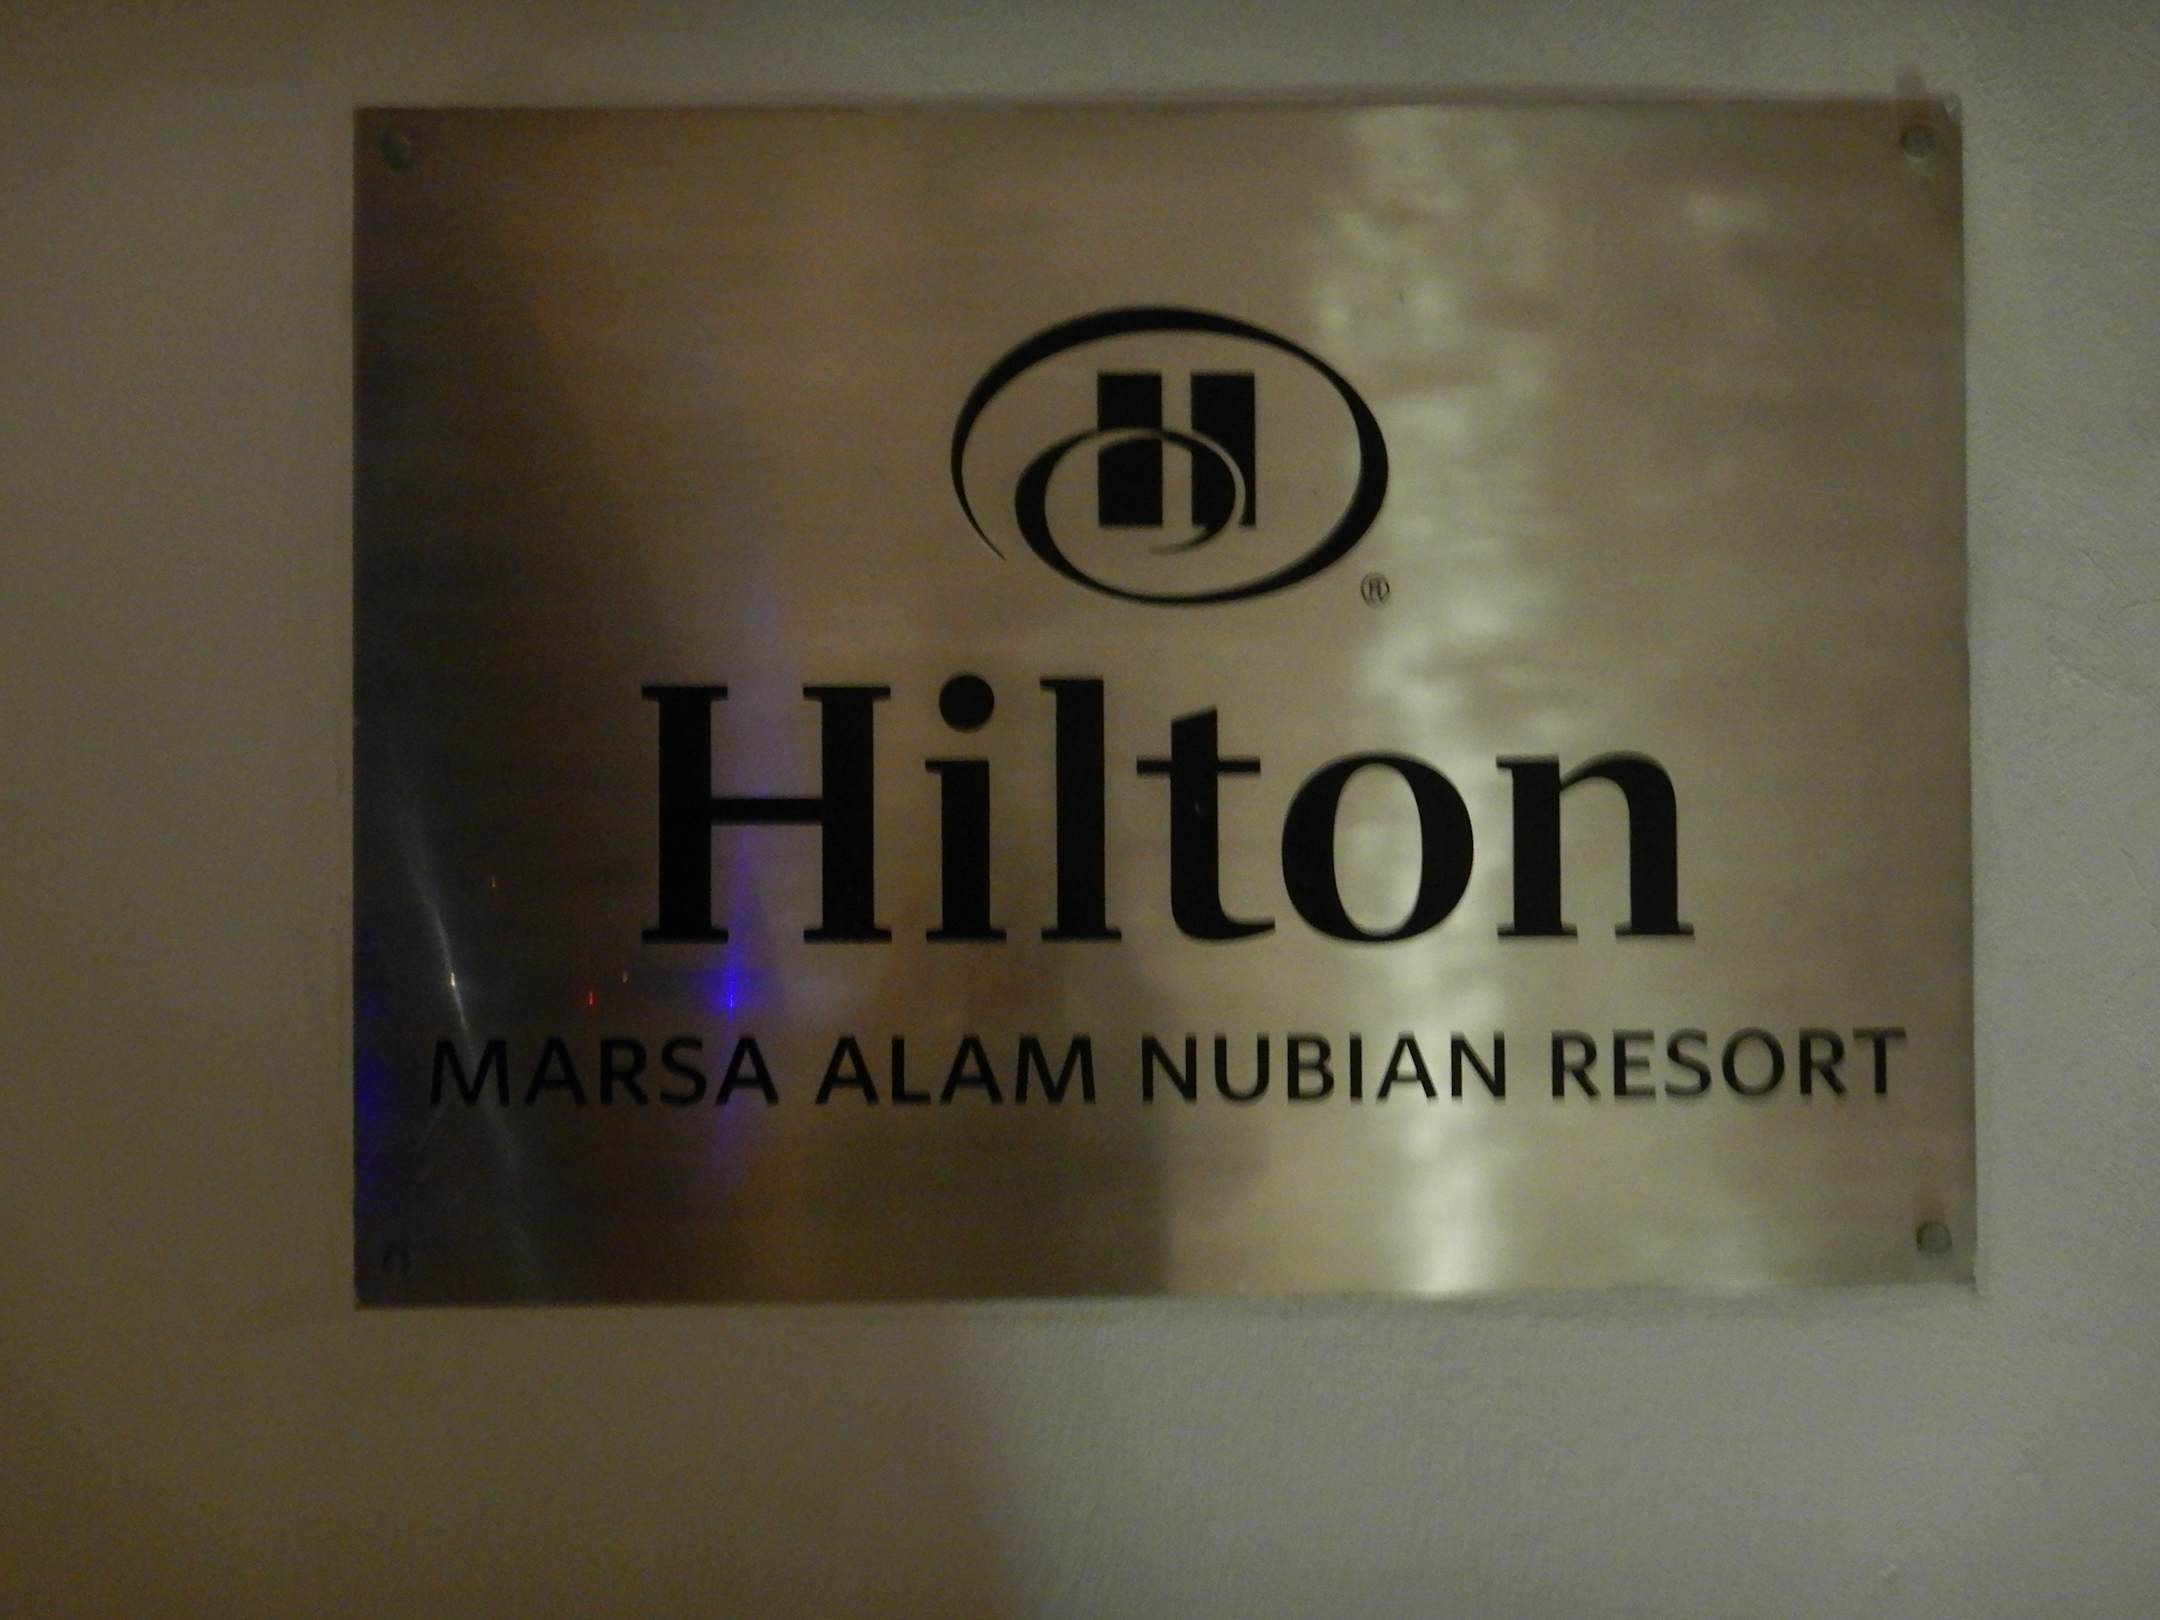 H
®
Hilton
MARSA ALAM NUBIAN RESORT